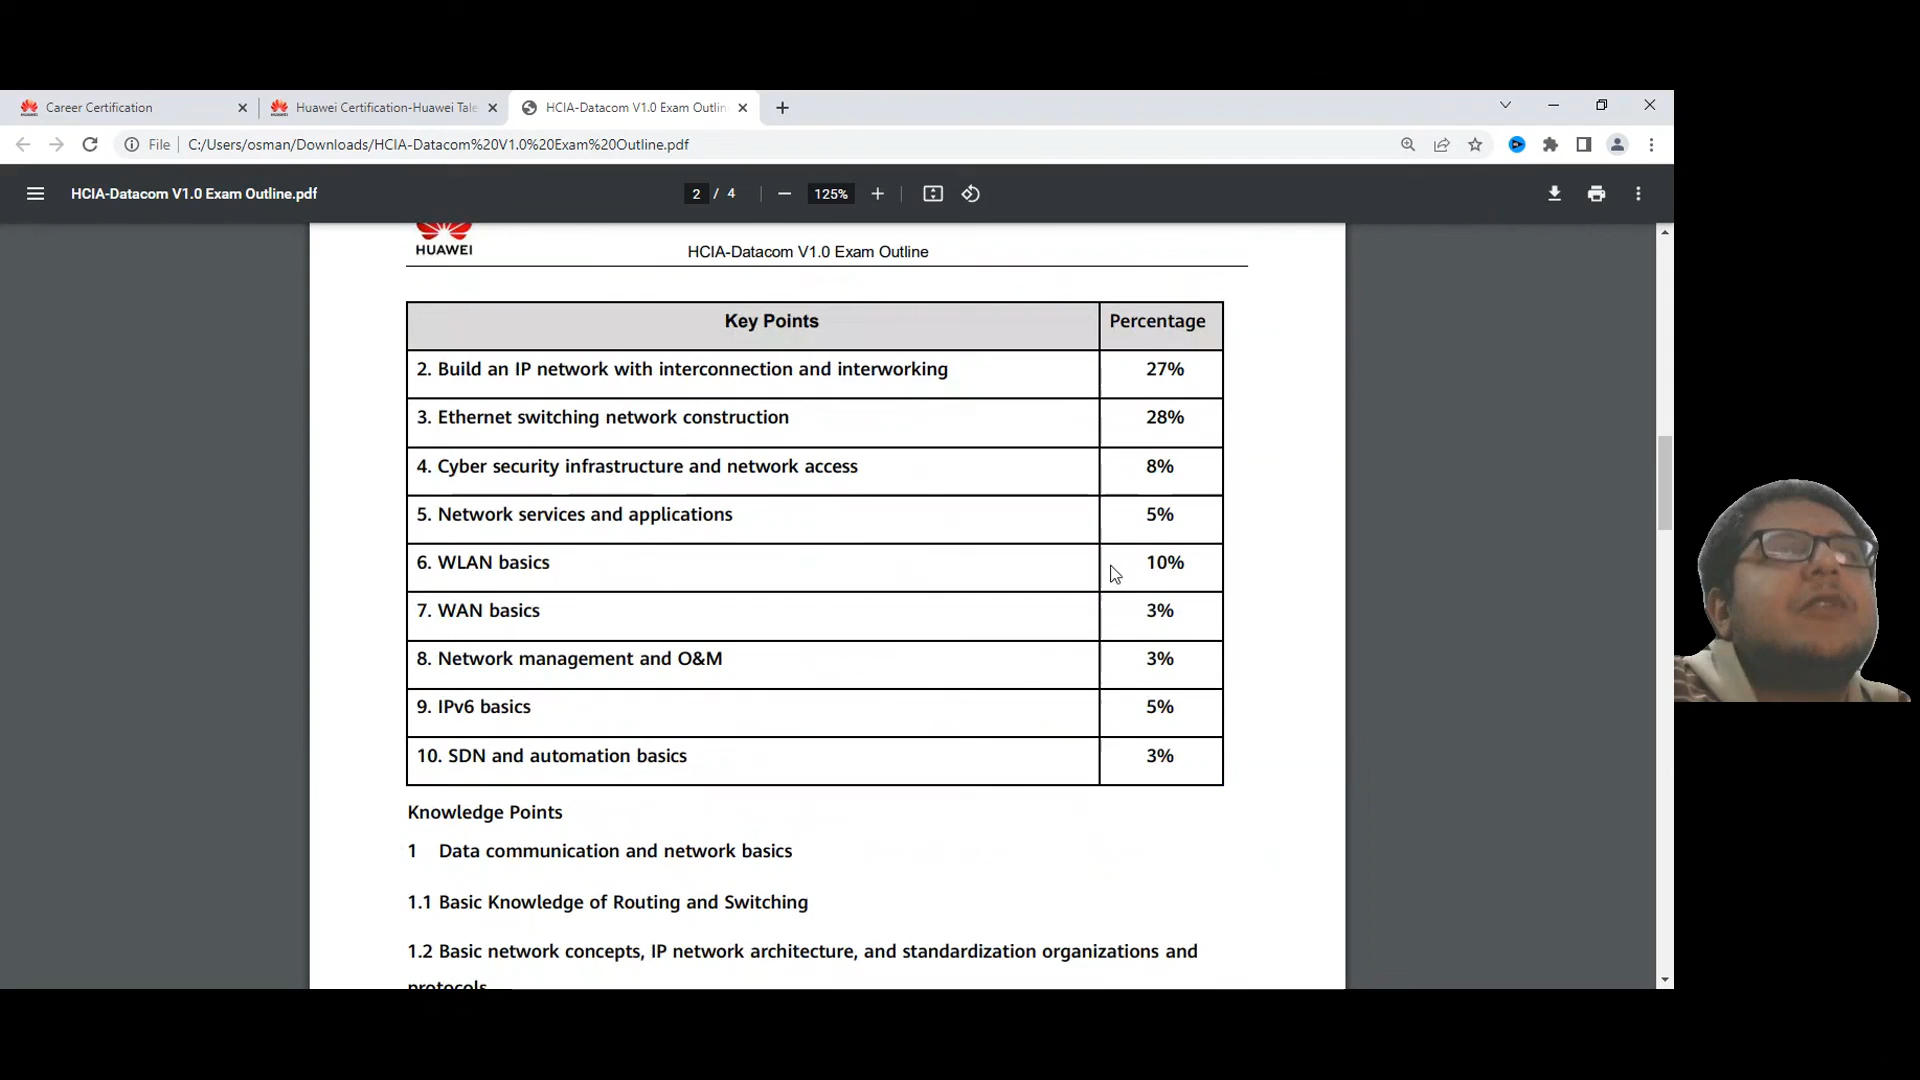 Career Certification
Huawei Certification-Huawei Tale
HCIA-Datacom V1.0 Exam Outlin
File
C:/Users/osman/Downloads/HCIA-Datacom%20V1.0%20Exam%20Outline.pdf
HCIA-Datacom V1.0 Exam Outline.pdf
2 / 4
125%
HUAWEI
HCIA-Datacom V1.0 Exam Outline
Key Points Percentage
2. Build an IP network with interconnection and interworking 27%
3. Ethernet switching network construction 28%
4. Cyber security infrastructure and network access 8%
5. Network services and applications 5%
6. WLAN basics 10%
7. WAN basics 3%
8. Network management and O&M 3%
9. IPv6 basics 5%
10. SDN and automation basics 3%
Knowledge Points
1 Data communication and network basics
1.1 Basic Knowledge of Routing and Switching
1.2 Basic network concepts, IP network architecture, and standardization organizations and
protocols